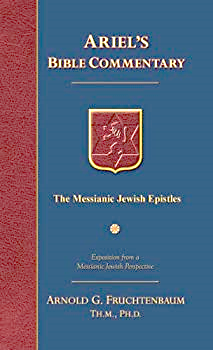 ARIEL'S
BIBLE COMMENTARY
The Messianic Jewish Epistles
Exposition from a
Messianic Jewish Perspective
ARNOLD G. FRUCHTENBAUM
TH.M., PH.D.